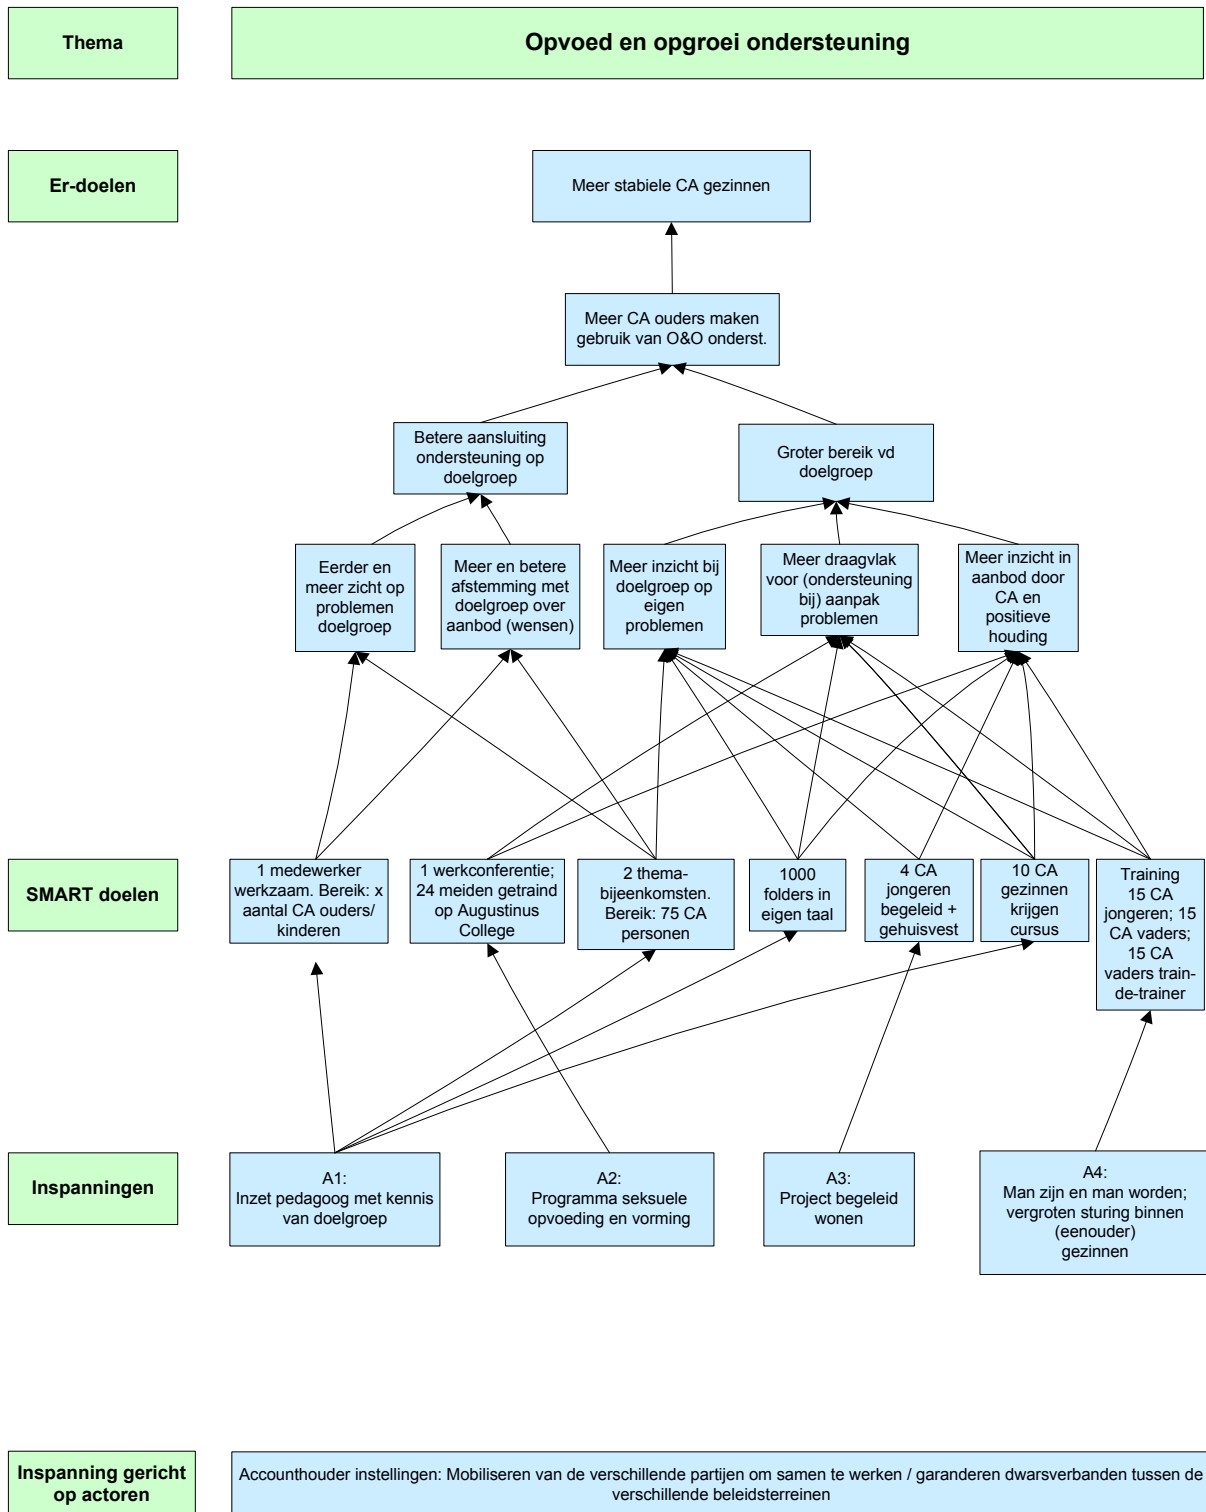 Thema
Opvoed en opgroei ondersteuning
Er-doelen
Meer stabiele CA gezinnen
Meer CA ouders maken
gebruik van O&O onderst.
Betere aansluiting
ondersteuning op
doelgroep
Groter bereik vd
doelgroep
Eerder en
meer zicht op
problemen
doelgroep
Meer en betere
afstemming met
doelgroep over
aanbod (wensen)
Meer inzicht bij
doelgroep op
eigen
problemen
Meer draagvlak
voor (ondersteuning
bij) aanpak
problemen
Meer inzicht in
aanbod door
CA en
positieve
houding
SMART doelen
1 medewerker
werkzaam. Bereik: x
aantal CA ouders/
kinderen
1 werkconferentie;
24 meiden getraind
op Augustinus
College
2 thema-
bijeenkomsten.
Bereik: 75 CA
personen
1000
folders in
eigen taal
4 CA
jongeren
begeleid +
gehuisvest
10 CA
gezinnen
krijgen
cursus
Training
15 CA
jongeren; 15
CA vaders;
15 CA
vaders train-
de-trainer
Inspanningen
A1:
Inzet pedagoog met kennis
van doelgroep
A2:
Programma seksuele
opvoeding en vorming
A3:
Project begeleid
wonen
A4:
Man zijn en man worden;
vergroten sturing binnen
(eenouder)
gezinnen
Inspanning gericht
op actoren
Accounthouder instellingen: Mobiliseren van de verschillende partijen om samen te werken / garanderen dwarsverbanden tussen de
verschillende beleidsterreinen